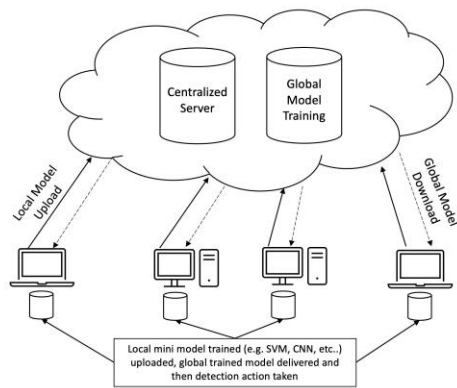 Centralized
Server
Global
Model
Training
Local Model
Upload
Global Model
Download
Local mini model trained (e.g. SVM, CNN, etc..)
uploaded, global trained model delivered and
then detection action taken